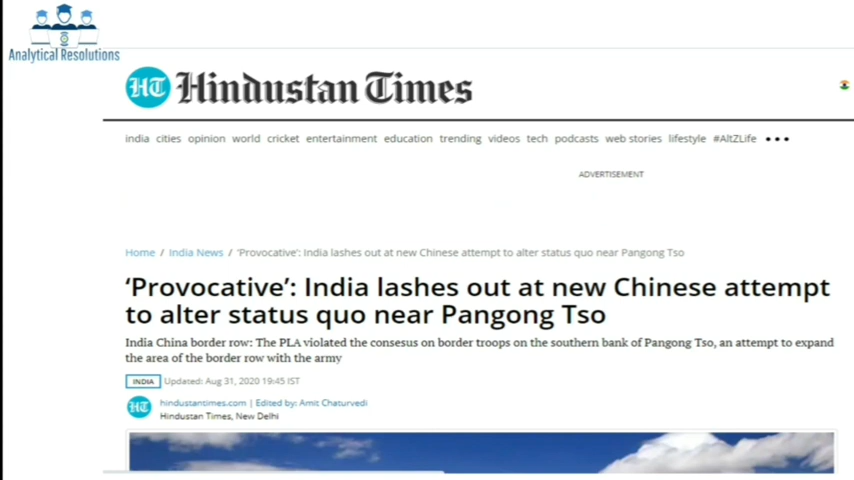 Analytical Resolutions
HT Hindustan Times
india cities opinion world cricket entertainment education trending videos tech podcasts web stories lifestyle #AltZLife •••
ADVERTISEMENT
Home / India News / 'Provocative': India lashes out at new Chinese attempt to alter status quo near Pangong Tso
'Provocative': India lashes out at new Chinese attempt
to alter status quo near Pangong Tso
India China border row: The PLA violated the consesus on border troops on the southern bank of Pangong Tso, an attempt to expand
the area of the border row with the army
INDIA Updated: Aug 31, 2020 19:45 IST
HT hindustantimes.com | Edited by: Amit Chaturvedi
Hindustan Times, New Delhi